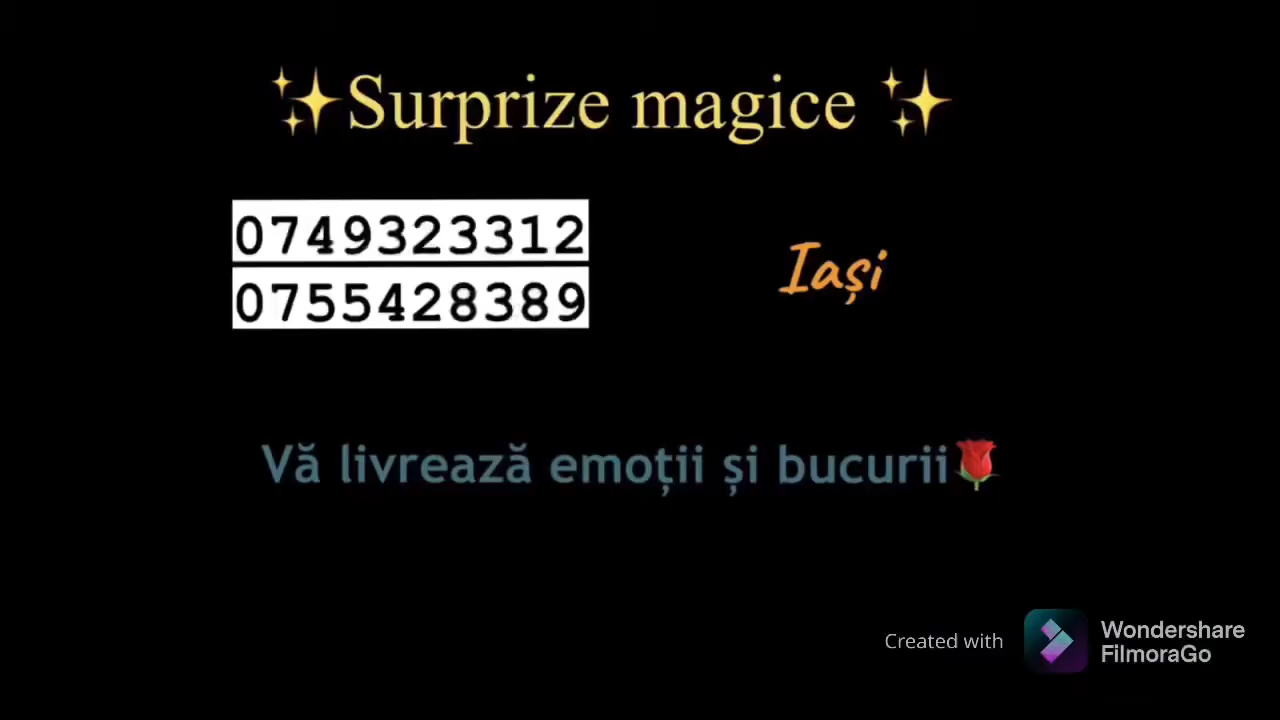 ✨Surprize magice ✨
0749323312
0755428389
Iași
Vă livrează emoții și bucurii🌹
Created with
Wondershare
FilmoraGo